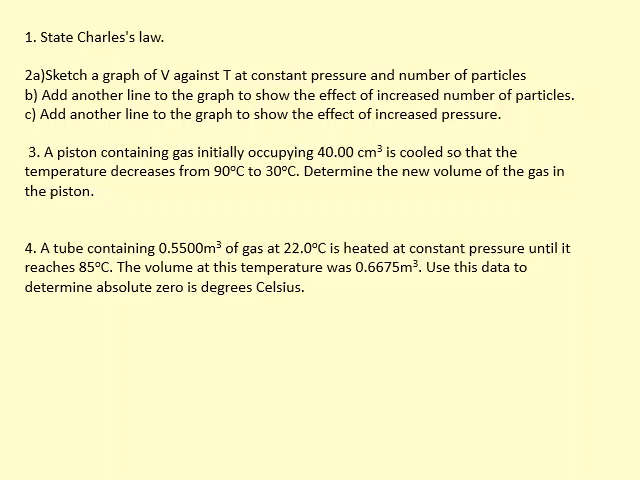 1. State Charles's law.
2a)Sketch a graph of V against T at constant pressure and number of particles
b) Add another line to the graph to show the effect of increased number of particles.
c) Add another line to the graph to show the effect of increased pressure.
3. A piston containing gas initially occupying 40.00 cm³ is cooled so that the
temperature decreases from 90ºC to 30ºC. Determine the new volume of the gas in
the piston.
4. A tube containing 0.5500m³ of gas at 22.0ºC is heated at constant pressure until it
reaches 85ºC. The volume at this temperature was 0.6675m³. Use this data to
determine absolute zero is degrees Celsius.